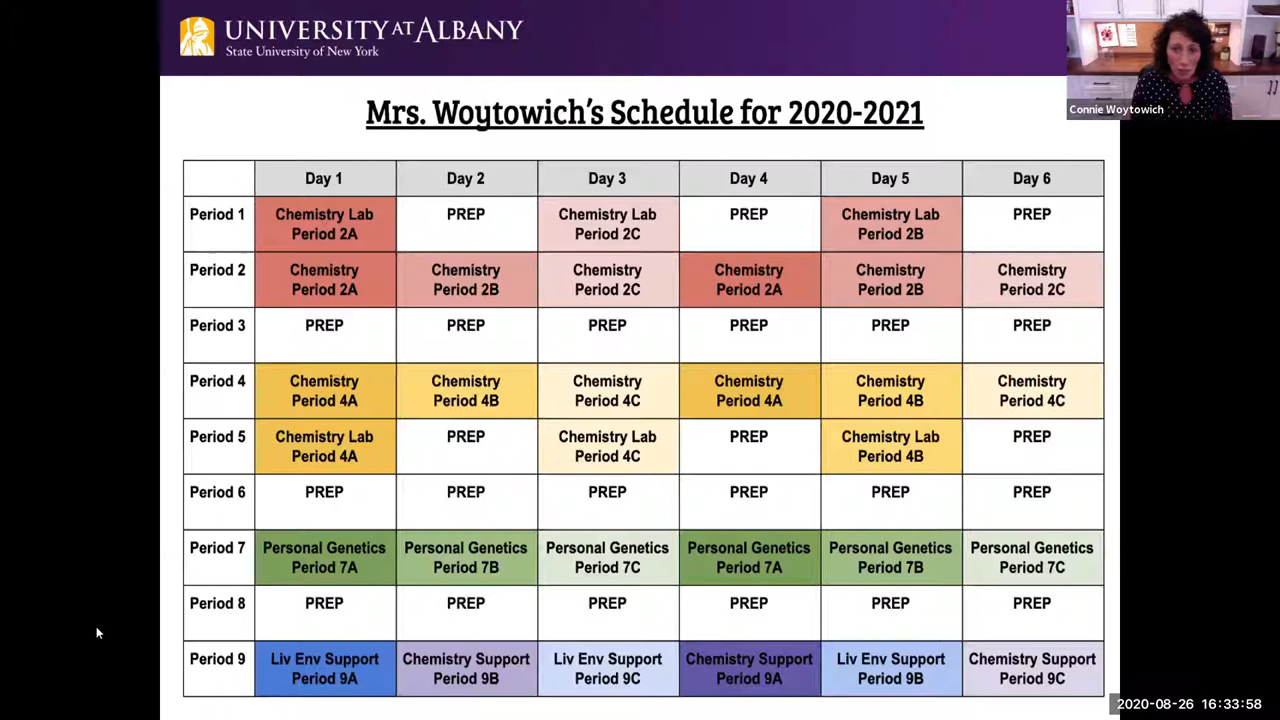 UNIVERSITY AT ALBANY
State University of New York
Connie Woytowich
Mrs. Woytowich's Schedule for 2020-2021
Day 1 Day 2 Day 3 Day 4 Day 5 Day 6
Period 1 Chemistry Lab PREP Chemistry Lab PREP Chemistry Lab PREP
Period 2A Period 2C Period 2B
Period 2 Chemistry Chemistry Chemistry Chemistry Chemistry Chemistry
Period 2A Period 2B Period 2C Period 2A Period 2B Period 2C
Period 3 PREP PREP PREP PREP PREP PREP
Period 4 Chemistry Chemistry Chemistry Chemistry Chemistry Chemistry
Period 4A Period 4B Period 4C Period 4A Period 4B Period 4C
Period 5 Chemistry Lab PREP Chemistry Lab PREP Chemistry Lab PREP
Period 4A Period 4C Period 4B
Period 6 PREP PREP PREP PREP PREP PREP
Period 7 Personal Genetics Personal Genetics Personal Genetics Personal Genetics Personal Genetics Personal Genetics
Period 7A Period 7B Period 7C Period 7A Period 7B Period 7C
Period 8 PREP PREP PREP PREP PREP PREP
Period 9 Liv Env Support Chemistry Support Liv Env Support Chemistry Support Liv Env Support Chemistry Support
Period 9A Period 9B Period 9C Period 9A Period 9B Period 9C
2020-08-26 16:33:58